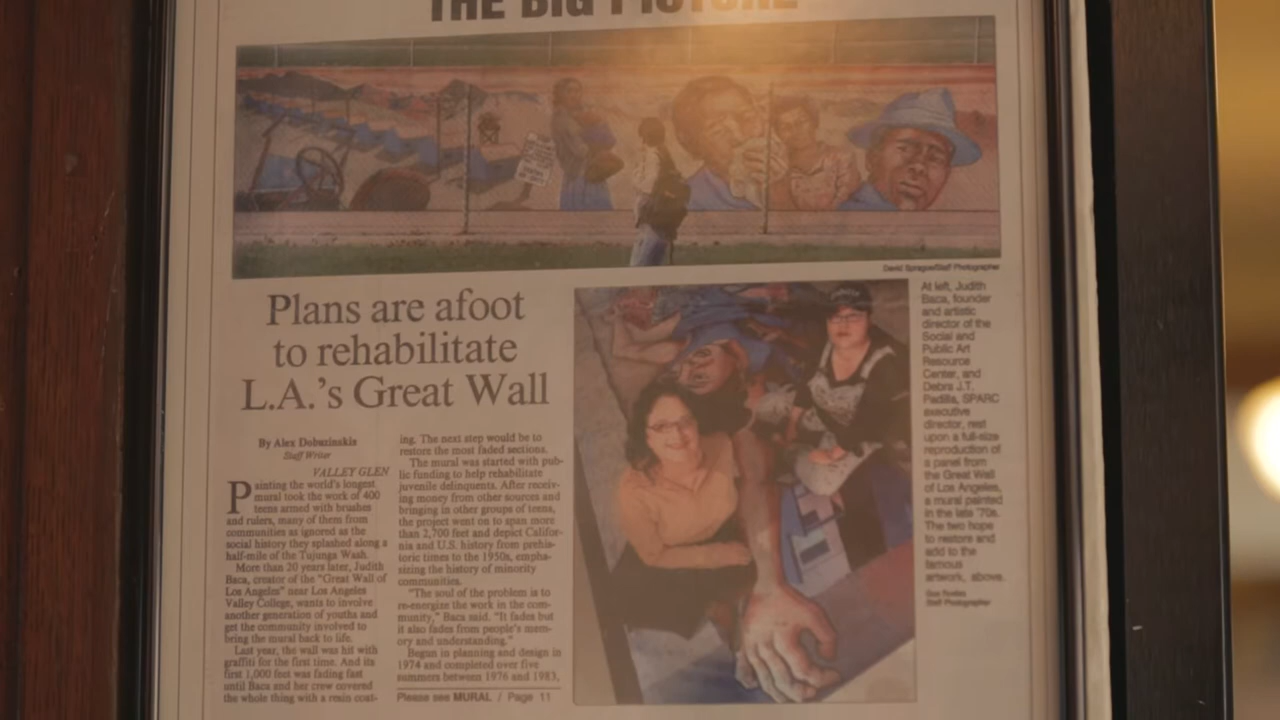 THE BIG PICTURE
David Sprague/Staff Photographer
Plans are afoot
to rehabilitate
L.A.'s Great Wall
By Alex Dobuzinskis
Staff Writer
VALLEY GLEN
Painting the world's longest
mural took the work of 400
teens armed with brushes
and rulers, many of them from
communities as ignored as the
social history they splashed along a
half-mile of the Tujunga Wash.
More than 20 years later, Judith
Baca, creator of the "Great Wall of
Los Angeles" near Los Angeles
Valley College, wants to involve
another generation of youths and
get the community involved to
bring the mural back to life.
Last year, the wall was hit with
graffiti for the first time. And its
first 1,000 feet was fading fast
until Baca and her crew covered
the whole thing with a resin coat-
ing. The next step would be to
restore the most faded sections.
The mural was started with pub-
lic funding to help rehabilitate
juvenile delinquents. After receiv-
ing money from other sources and
bringing in other groups of teens,
the project went on to span more
than 2,700 feet and depict Califor-
nia and U.S. history from prehis-
toric times to the 1950s, empha-
sizing the history of minority
communities.
"The soul of the problem is to
re-energize the work in the com-
munity," Baca said. "It fades but
it also fades from people's mem-
ory and understanding."
Begun in planning and design in
1974 and completed over five
summers between 1976 and 1983,
Please see MURAL / Page 11
At left, Judith
Baca, founder
and artistic
director of the
Social and
Public Art
Resource
Center, and
Debra J.T.
Padilla, SPARC
executive
director, rest
upon a full-size
reproduction of
a panel from
the Great Wall
of Los Angeles,
a mural painted
in the late '70s.
The two hope
to restore and
add to the
famous
artwork, above.
Staff Photographer